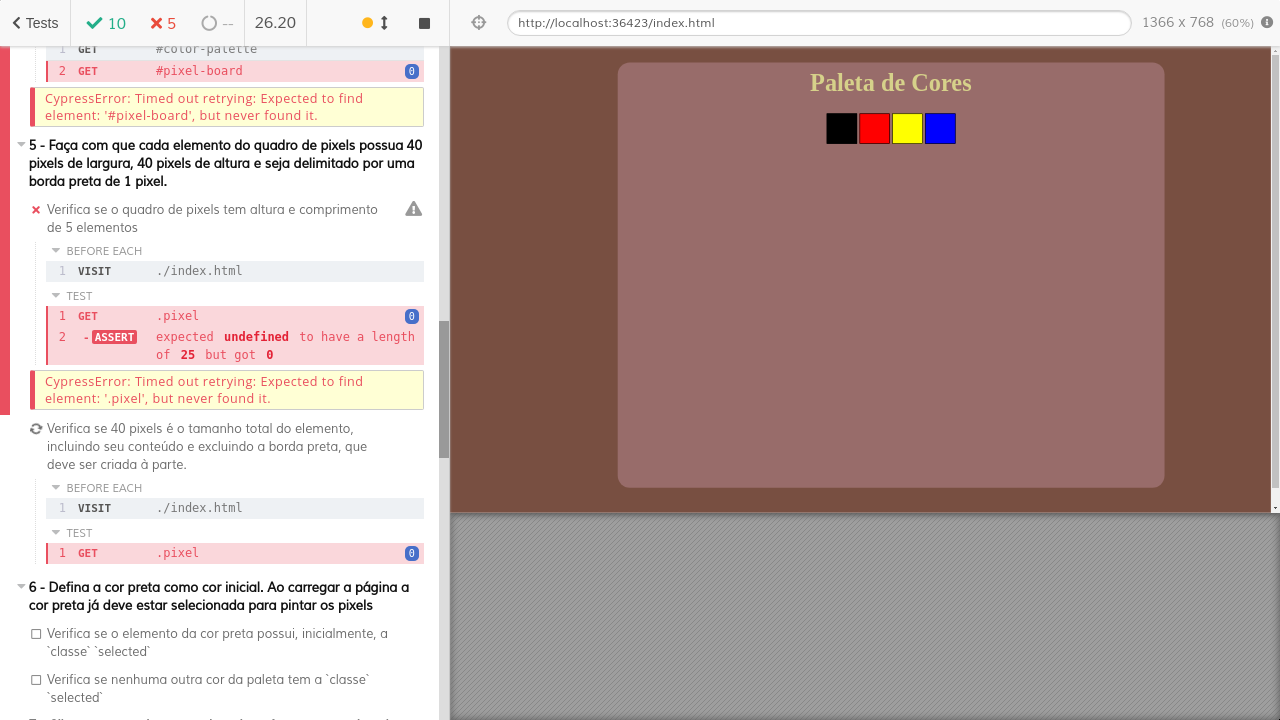 Tests
10
5
--
26.20
http://localhost:36423/index.html
1366 x 768 (60%)
1 GET #color-palette
2 GET #pixel-board 0
CypressError: Timed out retrying: Expected to find
element: '#pixel-board', but never found it.
5 - Faça com que cada elemento do quadro de pixels possua 40
pixels de largura, 40 pixels de altura e seja delimitado por uma
borda preta de 1 pixel.
Verifica se o quadro de pixels tem altura e comprimento
de 5 elementos
BEFORE EACH
1 VISIT ./index.html
TEST
1 GET .pixel 0
2 -ASSERT expected undefined to have a length
of 25 but got 0
CypressError: Timed out retrying: Expected to find
element: '.pixel', but never found it.
Verifica se 40 pixels é o tamanho total do elemento,
incluindo seu conteúdo e excluindo a borda preta, que
deve ser criada à parte.
BEFORE EACH
1 VISIT ./index.html
TEST
1 GET .pixel 0
6 - Defina a cor preta como cor inicial. Ao carregar a página a
cor preta já deve estar selecionada para pintar os pixels
Verifica se o elemento da cor preta possui, inicialmente, a
`classe` `selected`
Verifica se nenhuma outra cor da paleta tem a `classe`
`selected`
Paleta de Cores